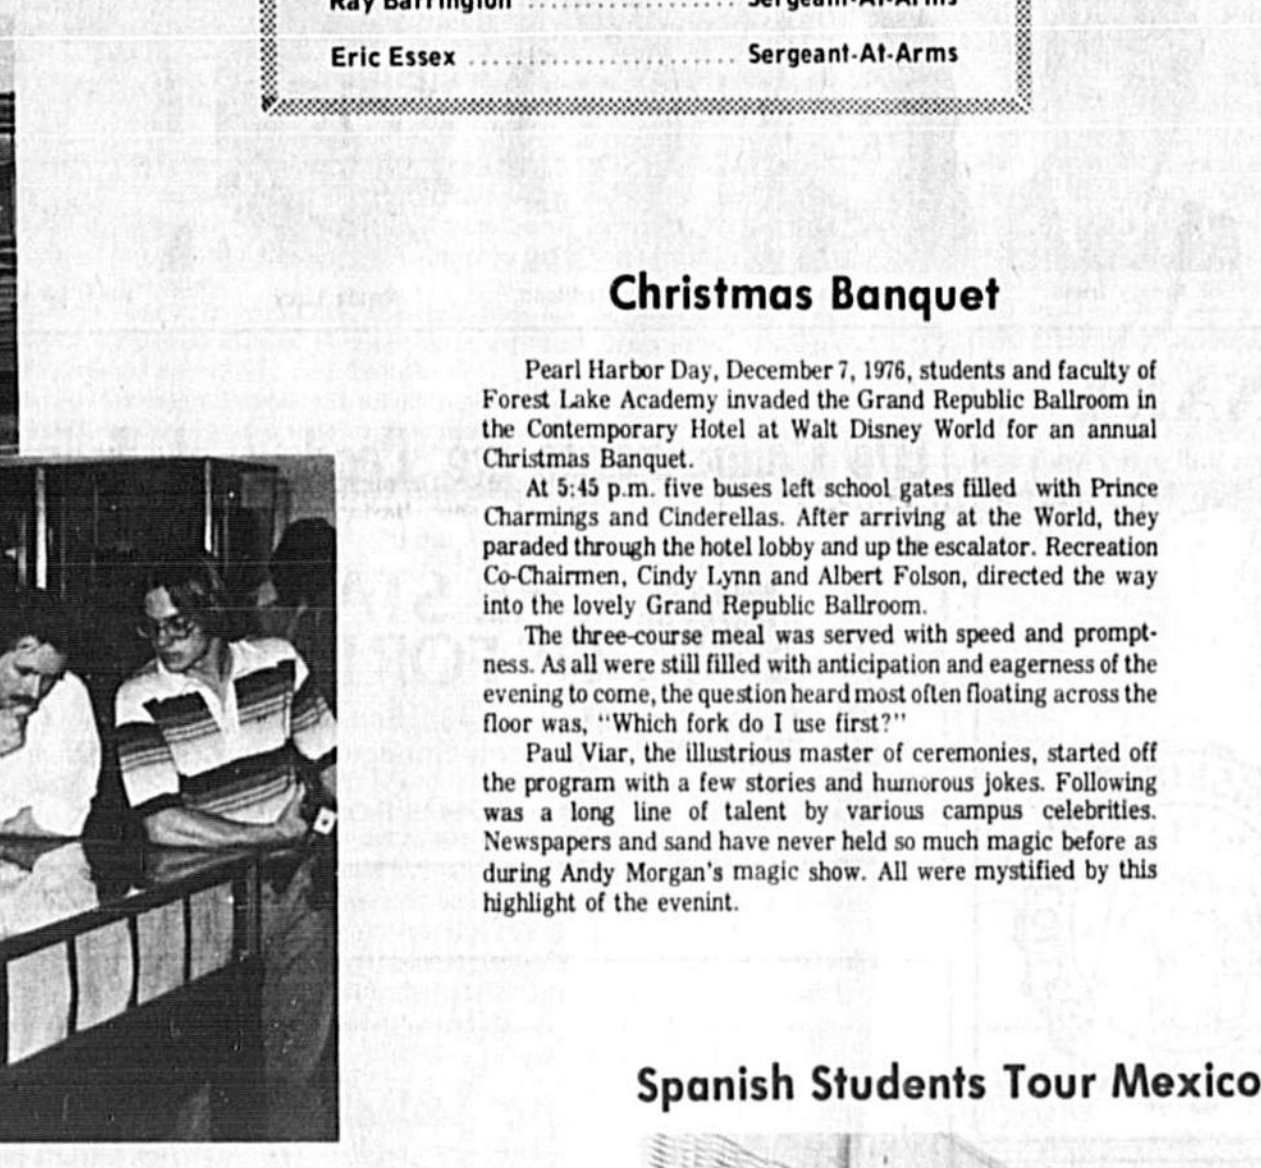 Ray Barrington .......................... Sergeant-At-Arms
Eric Essex .......................... Sergeant-At-Arms
Christmas Banquet
Pearl Harbor Day, December 7, 1976, students and faculty of
Forest Lake Academy invaded the Grand Republic Ballroom in
the Contemporary Hotel at Walt Disney World for an annual
Christmas Banquet.
At 5:45 p.m. five buses left school gates filled with Prince
Charmings and Cinderellas. After arriving at the World, they
paraded through the hotel lobby and up the escalator. Recreation
Co-Chairmen, Cindy Lynn and Albert Folson, directed the way
into the lovely Grand Republic Ballroom.
The three-course meal was served with speed and prompt-
ness. As all were still filled with anticipation and eagerness of the
evening to come, the question heard most often floating across the
floor was, "Which fork do I use first?"
Paul Viar, the illustrious master of ceremonies, started off
the program with a few stories and humorous jokes. Following
was a long line of talent by various campus celebrities.
Newspapers and sand have never held so much magic before as
during Andy Morgan's magic show. All were mystified by this
highlight of the evenint.
Spanish Students Tour Mexico